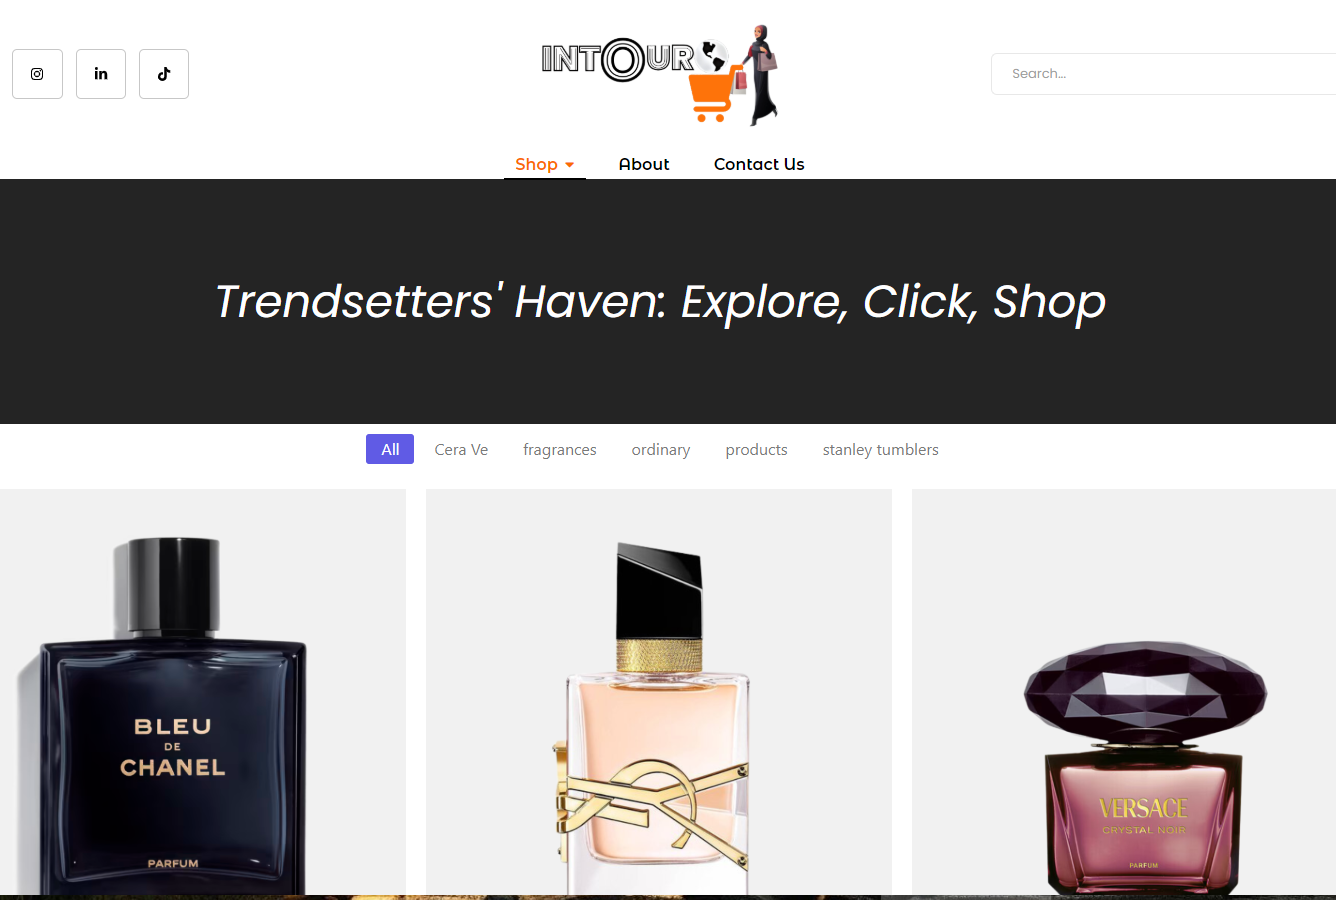 INTOUR
Search...
Shop
About
Contact Us
Trendsetters' Haven: Explore, Click, Shop
All
Cera Ve
fragrances
ordinary
products
stanley tumblers
BLEU
DE
CHANEL
PARFUM
VERSACE
CRYSTAL NOIR
PARFUM